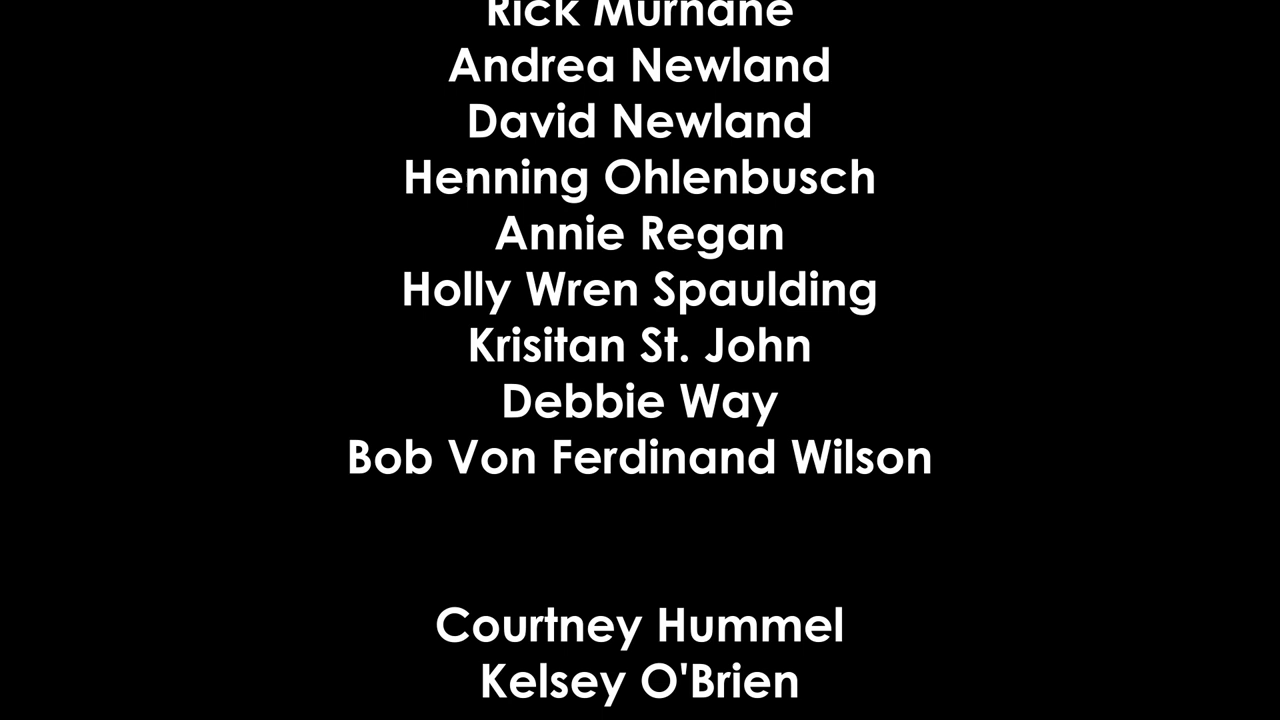 Rick Murnane
Andrea Newland
David Newland
Henning Ohlenbusch
Annie Regan
Holly Wren Spaulding
Krisitan St. John
Debbie Way
Bob Von Ferdinand Wilson
Courtney Hummel
Kelsey O'Brien